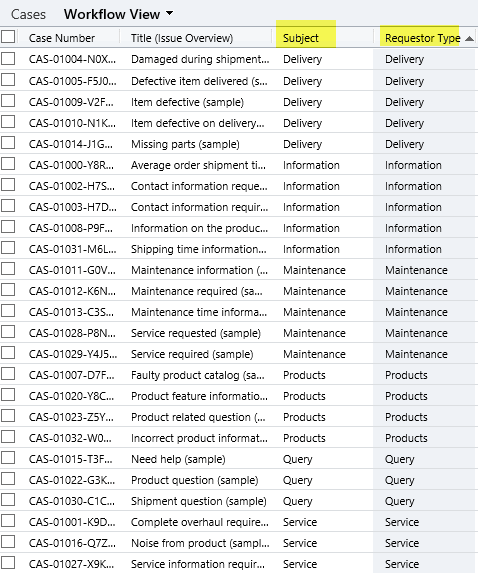 Cases Workflow View
Case Number Title (Issue Overview) Subject Requestor Type
CAS-01004-N0X... Damaged during shipment... Delivery Delivery
CAS-01005-F5J0... Defective item delivered (s... Delivery Delivery
CAS-01009-V2F... Item defective (sample) Delivery Delivery
CAS-01010-N1K... Item defective on delivery... Delivery Delivery
CAS-01014-J1G... Missing parts (sample) Delivery Delivery
CAS-01000-Y8R... Average order shipment ti... Information Information
CAS-01002-H7S... Contact information reque... Information Information
CAS-01003-H7D... Contact information requir... Information Information
CAS-01008-P9F... Information on the produc... Information Information
CAS-01031-M6L... Shipping time information... Information Information
CAS-01011-G0V... Maintenance information (... Maintenance Maintenance
CAS-01012-K6N... Maintenance required (sa... Maintenance Maintenance
CAS-01013-C3S... Maintenance time informa... Maintenance Maintenance
CAS-01028-P8N... Service requested (sample) Maintenance Maintenance
CAS-01029-Y4J5... Service required (sample) Maintenance Maintenance
CAS-01007-D7F... Faulty product catalog (sa... Products Products
CAS-01020-Y8C... Product feature informatio... Products Products
CAS-01023-Z5Y... Product related question (... Products Products
CAS-01032-W0... Incorrect product informat... Products Products
CAS-01015-T3F... Need help (sample) Query Query
CAS-01022-G3K... Product question (sample) Query Query
CAS-01030-C1C... Shipment question (sample) Query Query
CAS-01001-K9D... Complete overhaul require... Service Service
CAS-01016-Q7Z... Noise from product (sampl... Service Service
CAS-01027-X9K... Service information requir... Service Service